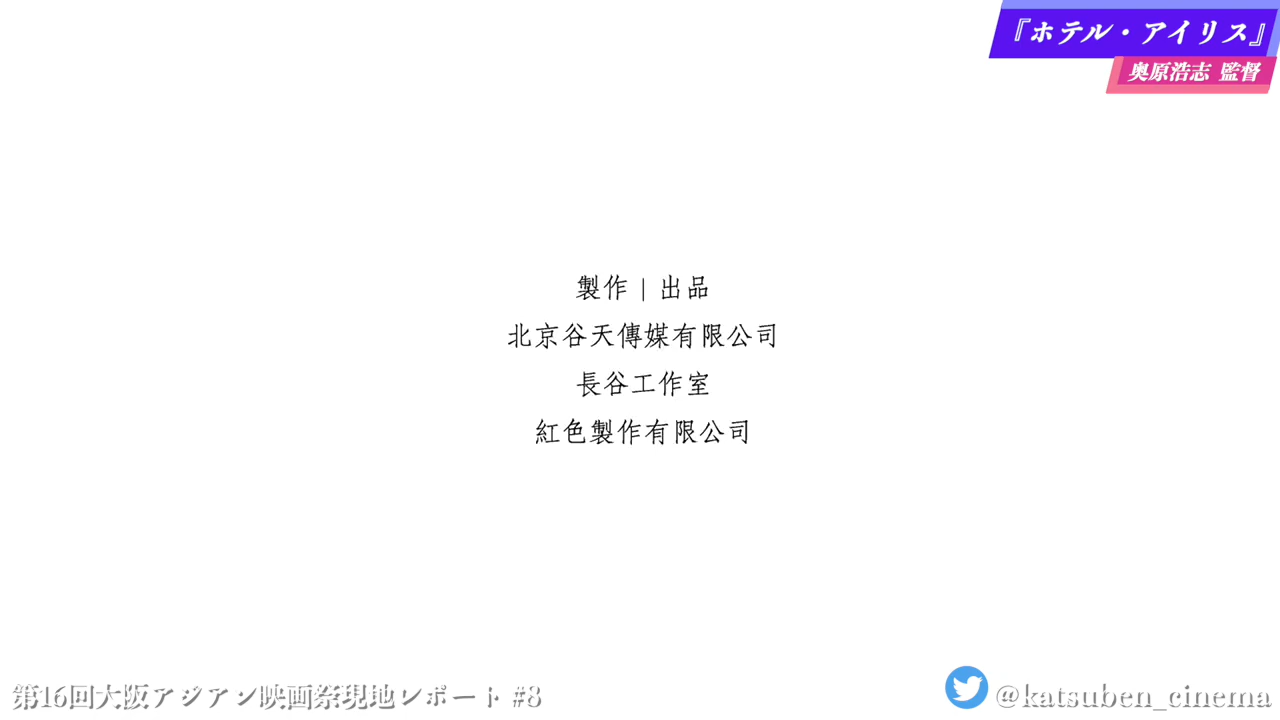 『ホテル・アイリス』
奥原浩志 監督
製作 | 出品
北京谷天傳媒有限公司
長谷工作室
紅色製作有限公司
第16回大阪アジアン映画祭現地レポート #8
@katsuben_cinema